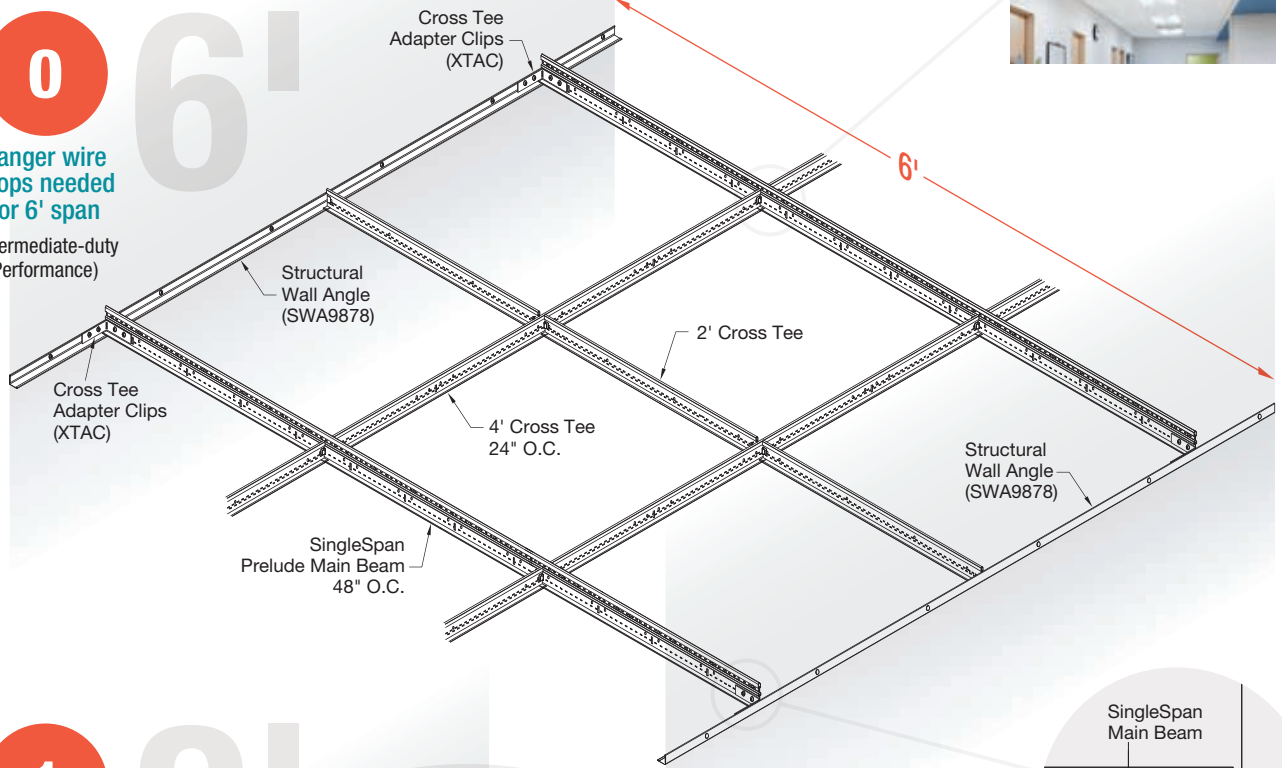 0
6'
anger wire
ops needed
or 6' span
ermediate-duty
Performance)
Cross Tee
Adapter Clips
(XTAC)
6'
Structural
Wall Angle
(SWA9878)
2' Cross Tee
Cross Tee
Adapter Clips
(XTAC)
4' Cross Tee
24" O.C.
Structural
Wall Angle
(SWA9878)
SingleSpan
Prelude Main Beam
48" O.C.
SingleSpan
Main Beam